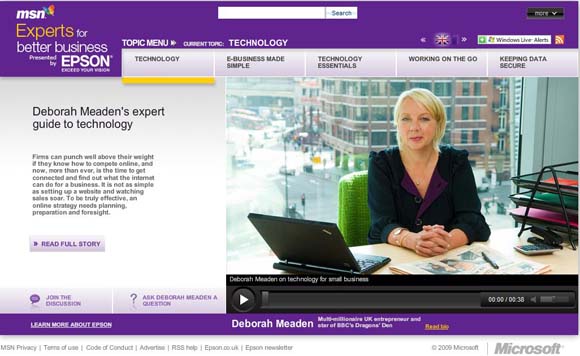 msn
Search
more
Experts for
better business
Presented by EPSON
EXCEED YOUR VISION
TOPIC MENU » CURRENT TOPIC: TECHNOLOGY
« »
Windows Live Alerts
TECHNOLOGY
E-BUSINESS MADE
SIMPLE
TECHNOLOGY
ESSENTIALS
WORKING ON THE GO
KEEPING DATA
SECURE
Deborah Meaden's expert
guide to technology
Firms can punch well above their weight
if they know how to compete online, and
now, more than ever, is the time to get
connected and find out what the internet
can do for a business. It is not as simple
as setting up a website and watching
sales soar. To be truly effective, an
online strategy needs planning,
preparation and foresight.
» READ FULL STORY
Deborah Meaden on technology for small business
JOIN THE
DISCUSSION
? ASK DEBORAH MEADEN A
QUESTION
00:00 / 00:38
LEARN MORE ABOUT EPSON
Deborah Meaden
Multi-millionaire UK entrepreneur and
star of BBC's Dragons' Den
Read bio
MSN Privacy | Terms of use | Code of Conduct | Advertise | RSS help | Epson.co.uk | Epson newsletter
© 2009 Microsoft
Microsoft